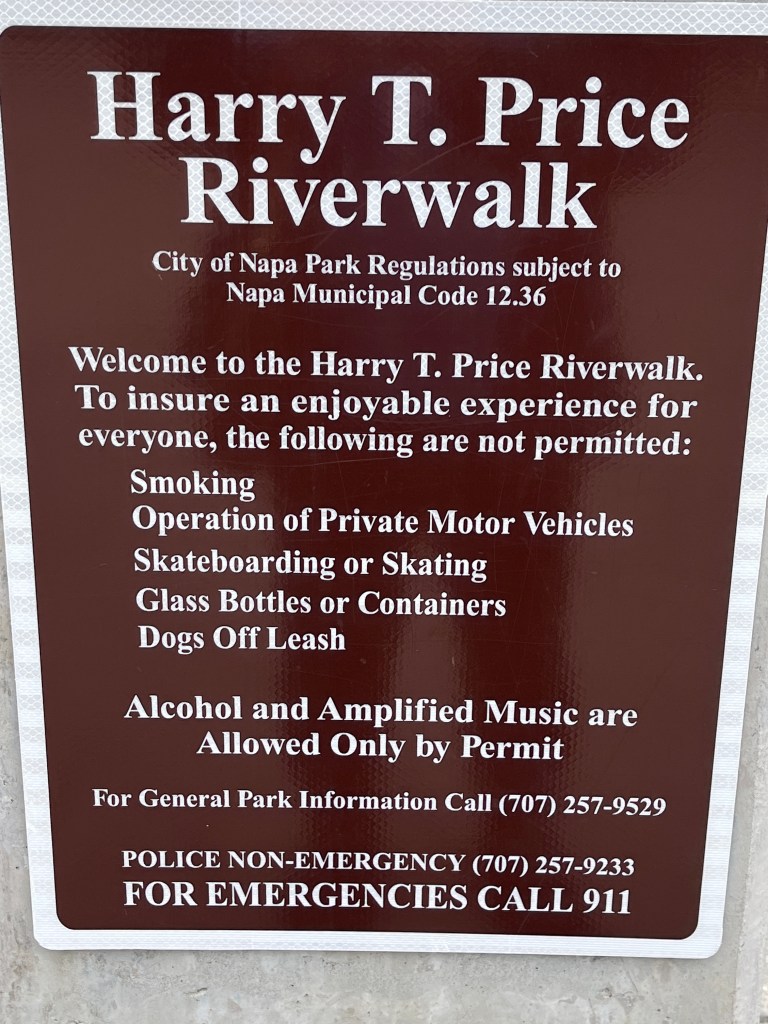 Harry T. Price
Riverwalk
City of Napa Park Regulations subject to
Napa Municipal Code 12.36
Welcome to the Harry T. Price Riverwalk.
To insure an enjoyable experience for
everyone, the following are not permitted:
Smoking
Operation of Private Motor Vehicles
Skateboarding or Skating
Glass Bottles or Containers
Dogs Off Leash
Alcohol and Amplified Music are
Allowed Only by Permit
For General Park Information Call (707) 257-9529
POLICE NON-EMERGENCY (707) 257-9233
FOR EMERGENCIES CALL 911